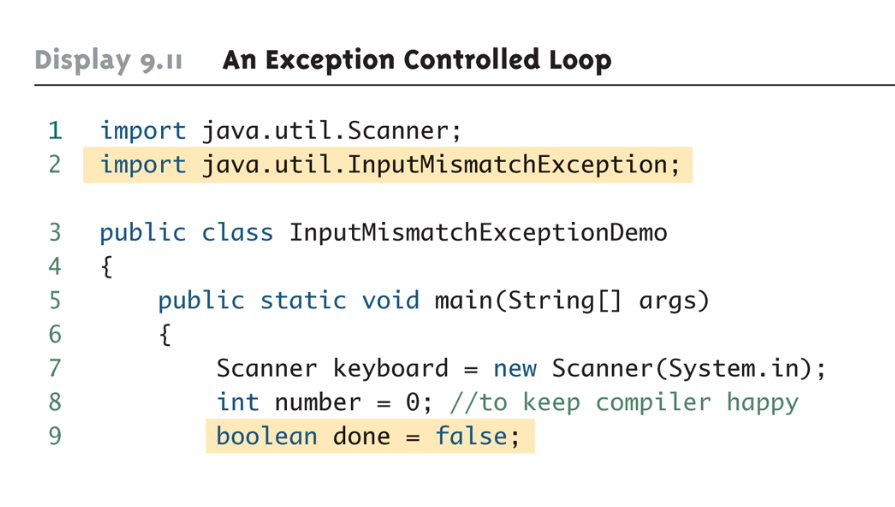 Display 9.11 An Exception Controlled Loop
1 import java.util.Scanner;
2 import java.util.InputMismatchException;
3 public class InputMismatchExceptionDemo
4 {
5 public static void main(String[] args)
6 {
7 Scanner keyboard = new Scanner(System.in);
8 int number = 0; //to keep compiler happy
9 boolean done = false;